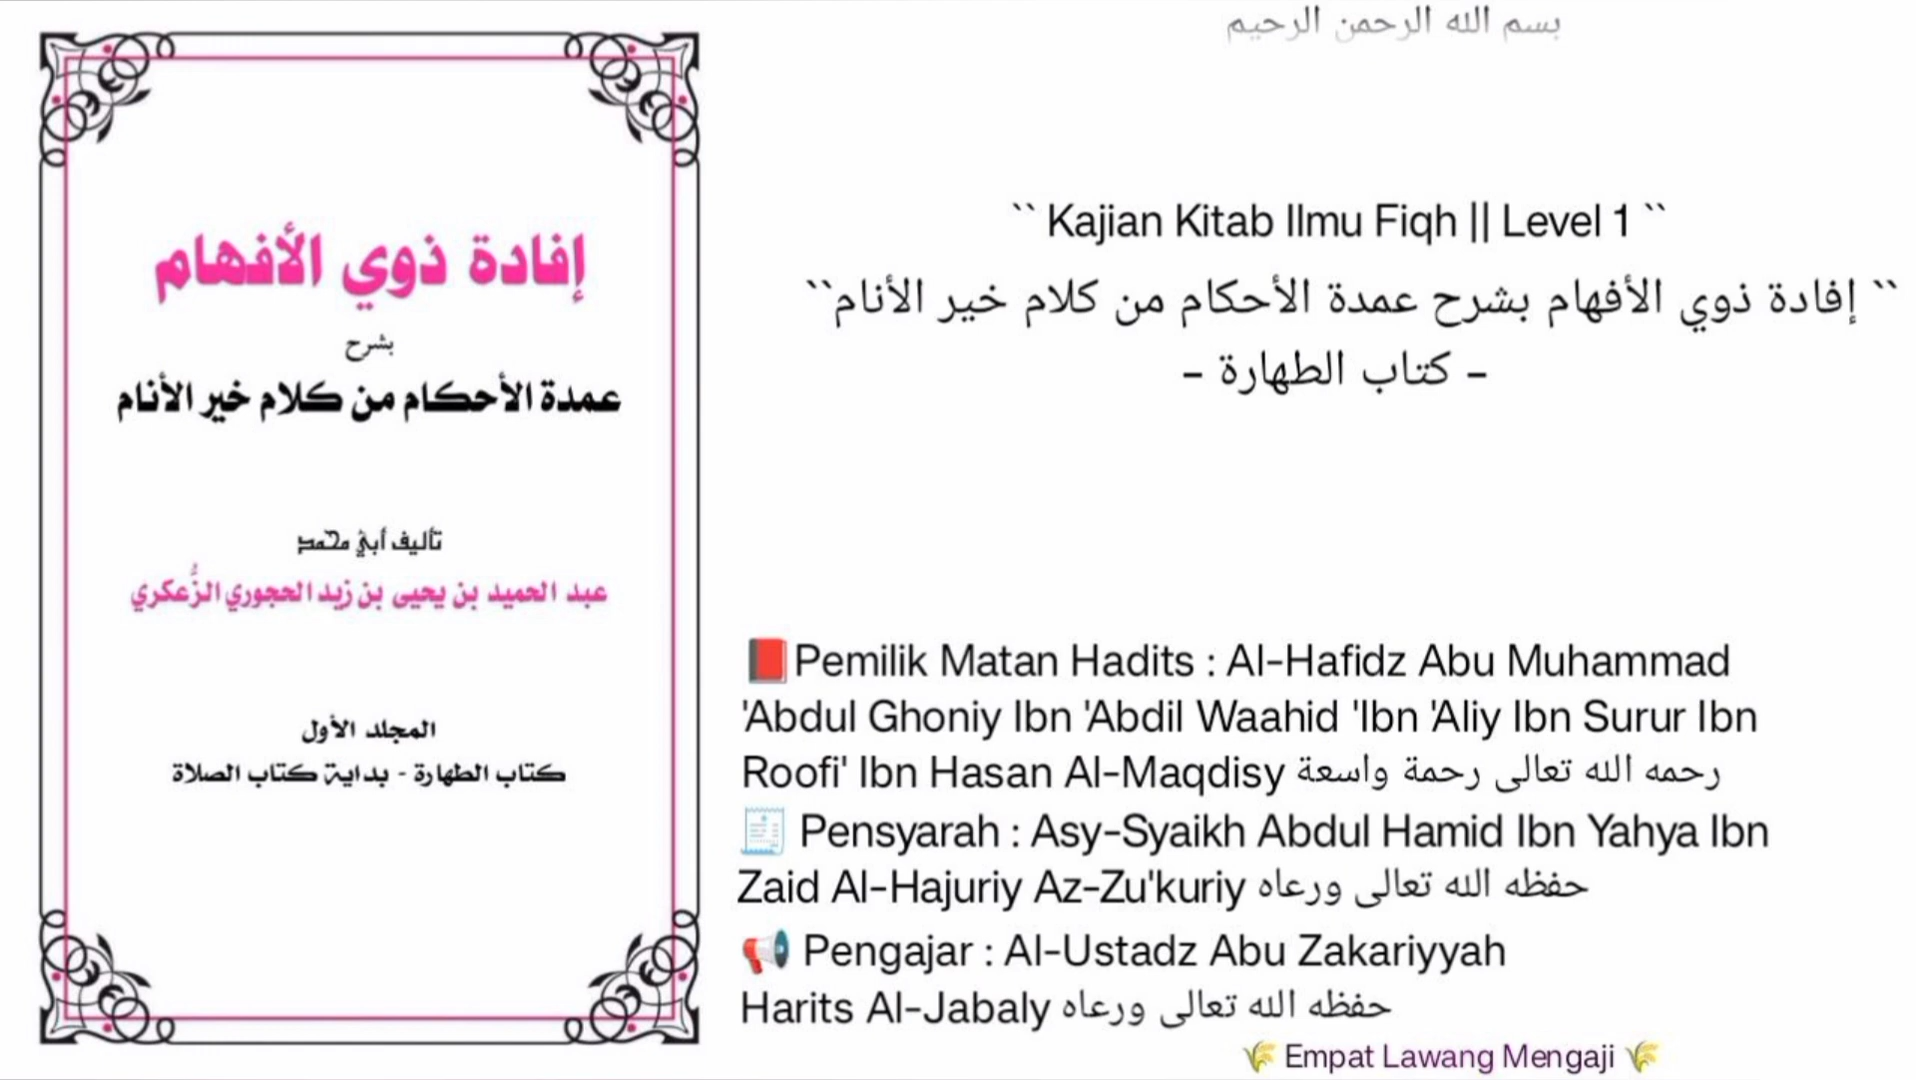 إفادة ذوي الأفهام
بشرح
عمدة الأحكام من كلام خير الأنام
تأليف أبي محمد
عبد الحميد بن يحيى بن زيد الحجوري الزُّعكري
المجلد الأول
كتاب الطهارة - بداية كتاب الصلاة
بسم الله الرحمن الرحيم
`` Kajian Kitab Ilmu Fiqh || Level 1 ``
`` إفادة ذوي الأفهام بشرح عمدة الأحكام من كلام خير الأنام``
- كتاب الطهارة -
📕Pemilik Matan Hadits : Al-Hafidz Abu Muhammad
'Abdul Ghoniy Ibn 'Abdil Waahid 'Ibn 'Aliy Ibn Surur Ibn
Roofi' Ibn Hasan Al-Maqdisy رحمه الله تعالى رحمة واسعة
🧾 Pensyarah : Asy-Syaikh Abdul Hamid Ibn Yahya Ibn
Zaid Al-Hajuriy Az-Zu'kuriy حفظه الله تعالى ورعاه
📢 Pengajar : Al-Ustadz Abu Zakariyyah
Harits Al-Jabaly حفظه الله تعالى ورعاه
🌾 Empat Lawang Mengaji 🌾